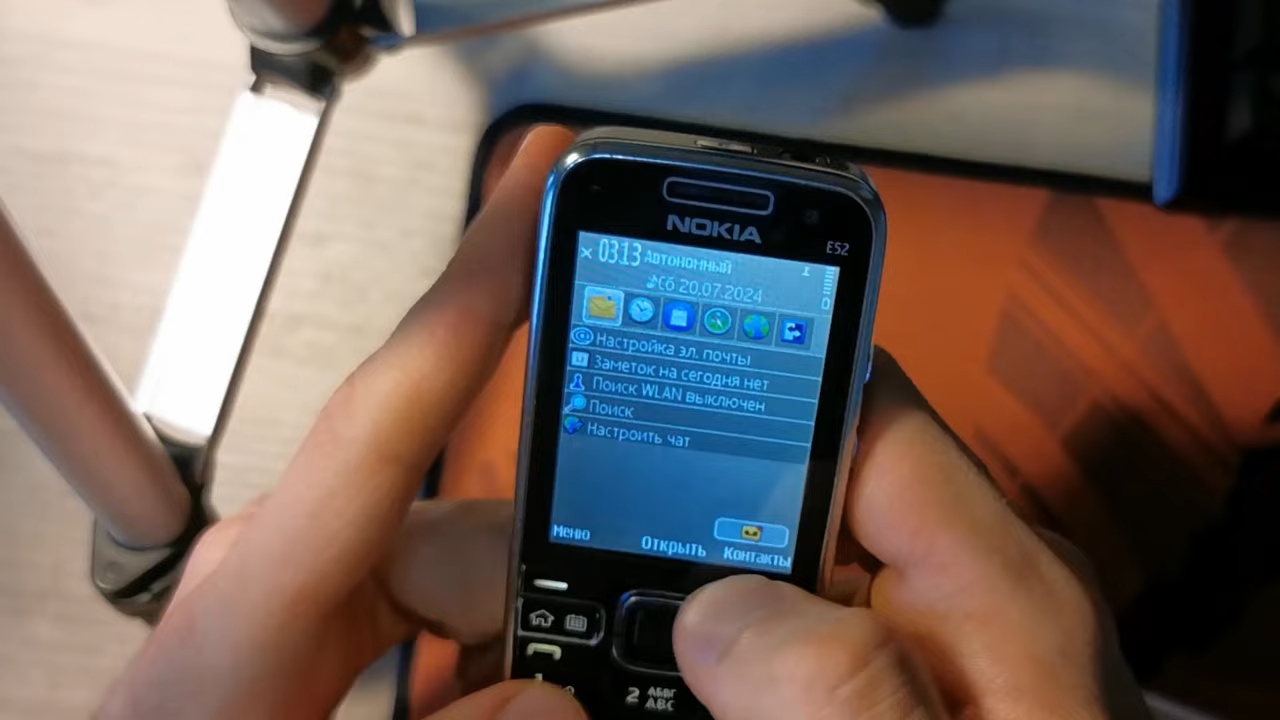 NOKIA
E52
03:13 Автономный
Сб 20.07.2024
Настройка эл. почты
Заметок на сегодня нет
Поиск WLAN выключен
Поиск
Настроить чат
Меню
Открыть
Контакты
2 АБВГ
ABC